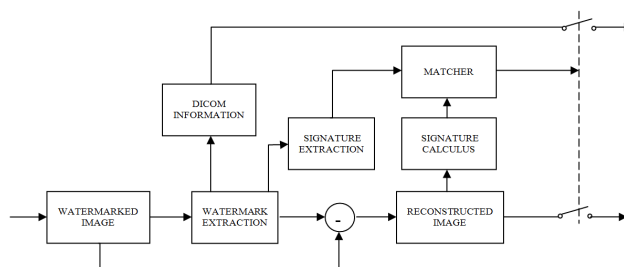 MATCHER
DICOM
INFORMATION
SIGNATURE
EXTRACTION
SIGNATURE
CALCULUS
WATERMARKED
IMAGE
WATERMARK
EXTRACTION
-
RECONSTRUCTED
IMAGE